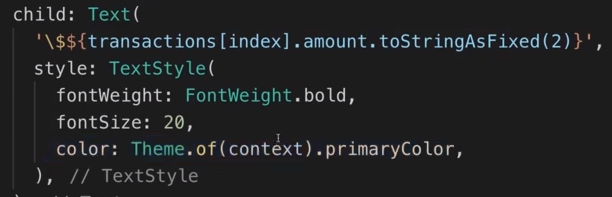 child: Text(
'\$${transactions[index].amount.toStringAsFixed(2)}',
style: TextStyle(
fontWeight: FontWeight.bold,
fontSize: 20,
color: Theme.of(context).primaryColor,
), // TextStyle